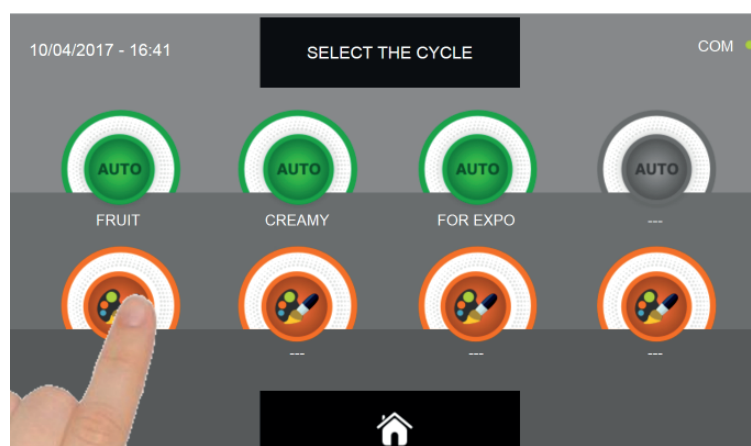 10/04/2017 - 16:41
SELECT THE CYCLE
COM
AUTO
AUTO
AUTO
AUTO
FRUIT
CREAMY
FOR EXPO
---
---
---
---